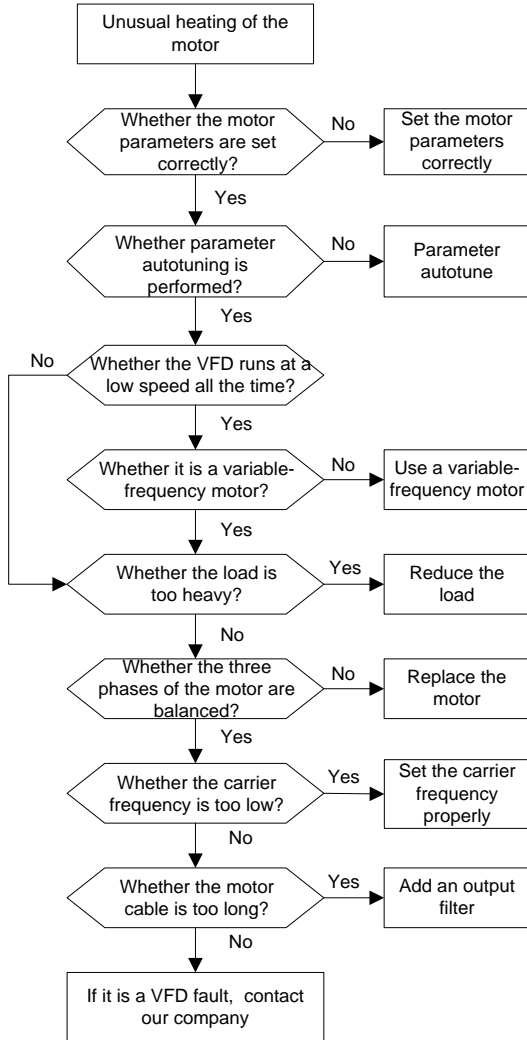 Unusual heating of the
motor
Whether the motor
parameters are set
correctly?
No
Set the motor
parameters
correctly
Yes
Whether parameter
autotuning is
performed?
No
Parameter
autotune
Yes
No
Whether the VFD runs at a
low speed all the time?
Yes
Whether it is a variable-
frequency motor?
No
Use a variable-
frequency motor
Yes
Whether the load is
too heavy?
Yes
Reduce the
load
No
Whether the three
phases of the motor are
balanced?
No
Replace the
motor
Yes
Whether the carrier
frequency is too low?
Yes
Set the carrier
frequency
properly
No
Whether the motor
cable is too long?
Yes
Add an output
filter
No
If it is a VFD fault, contact
our company